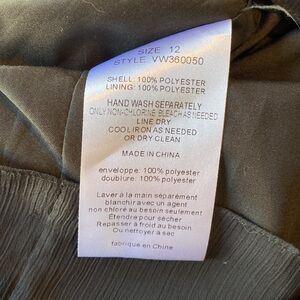 SIZE 12
STYLE: VW360050
SHELL: 100% POLYESTER
LINING: 100% POLYESTER
HAND WASH SEPARATELY
ONLY NON-CHLORINE BLEACH AS NEEDED
LINE DRY
COOL IRON AS NEEDED
OR DRY CLEAN
MADE IN CHINA
enveloppe: 100% polyester
doublure: 100% polyester
Laver à la main séparément
blanchir avec un agent
non chloré au besoin seulement
Étendre pour sécher
Repasser à froid au besoin
Ou nettoyer à sec
fabrique en Chine